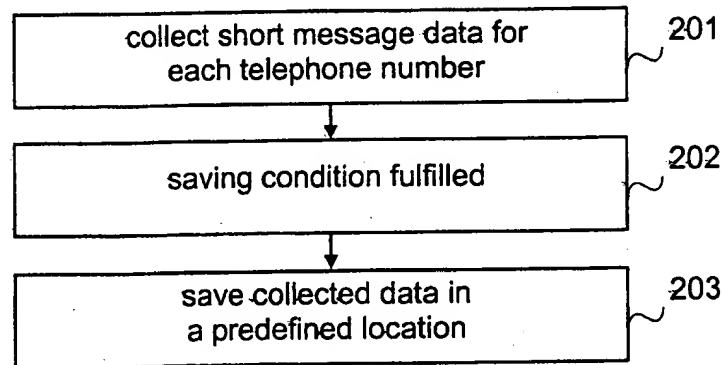 collect short message data for
each telephone number
201
saving condition fulfilled
202
save collected data in
a predefined location
203